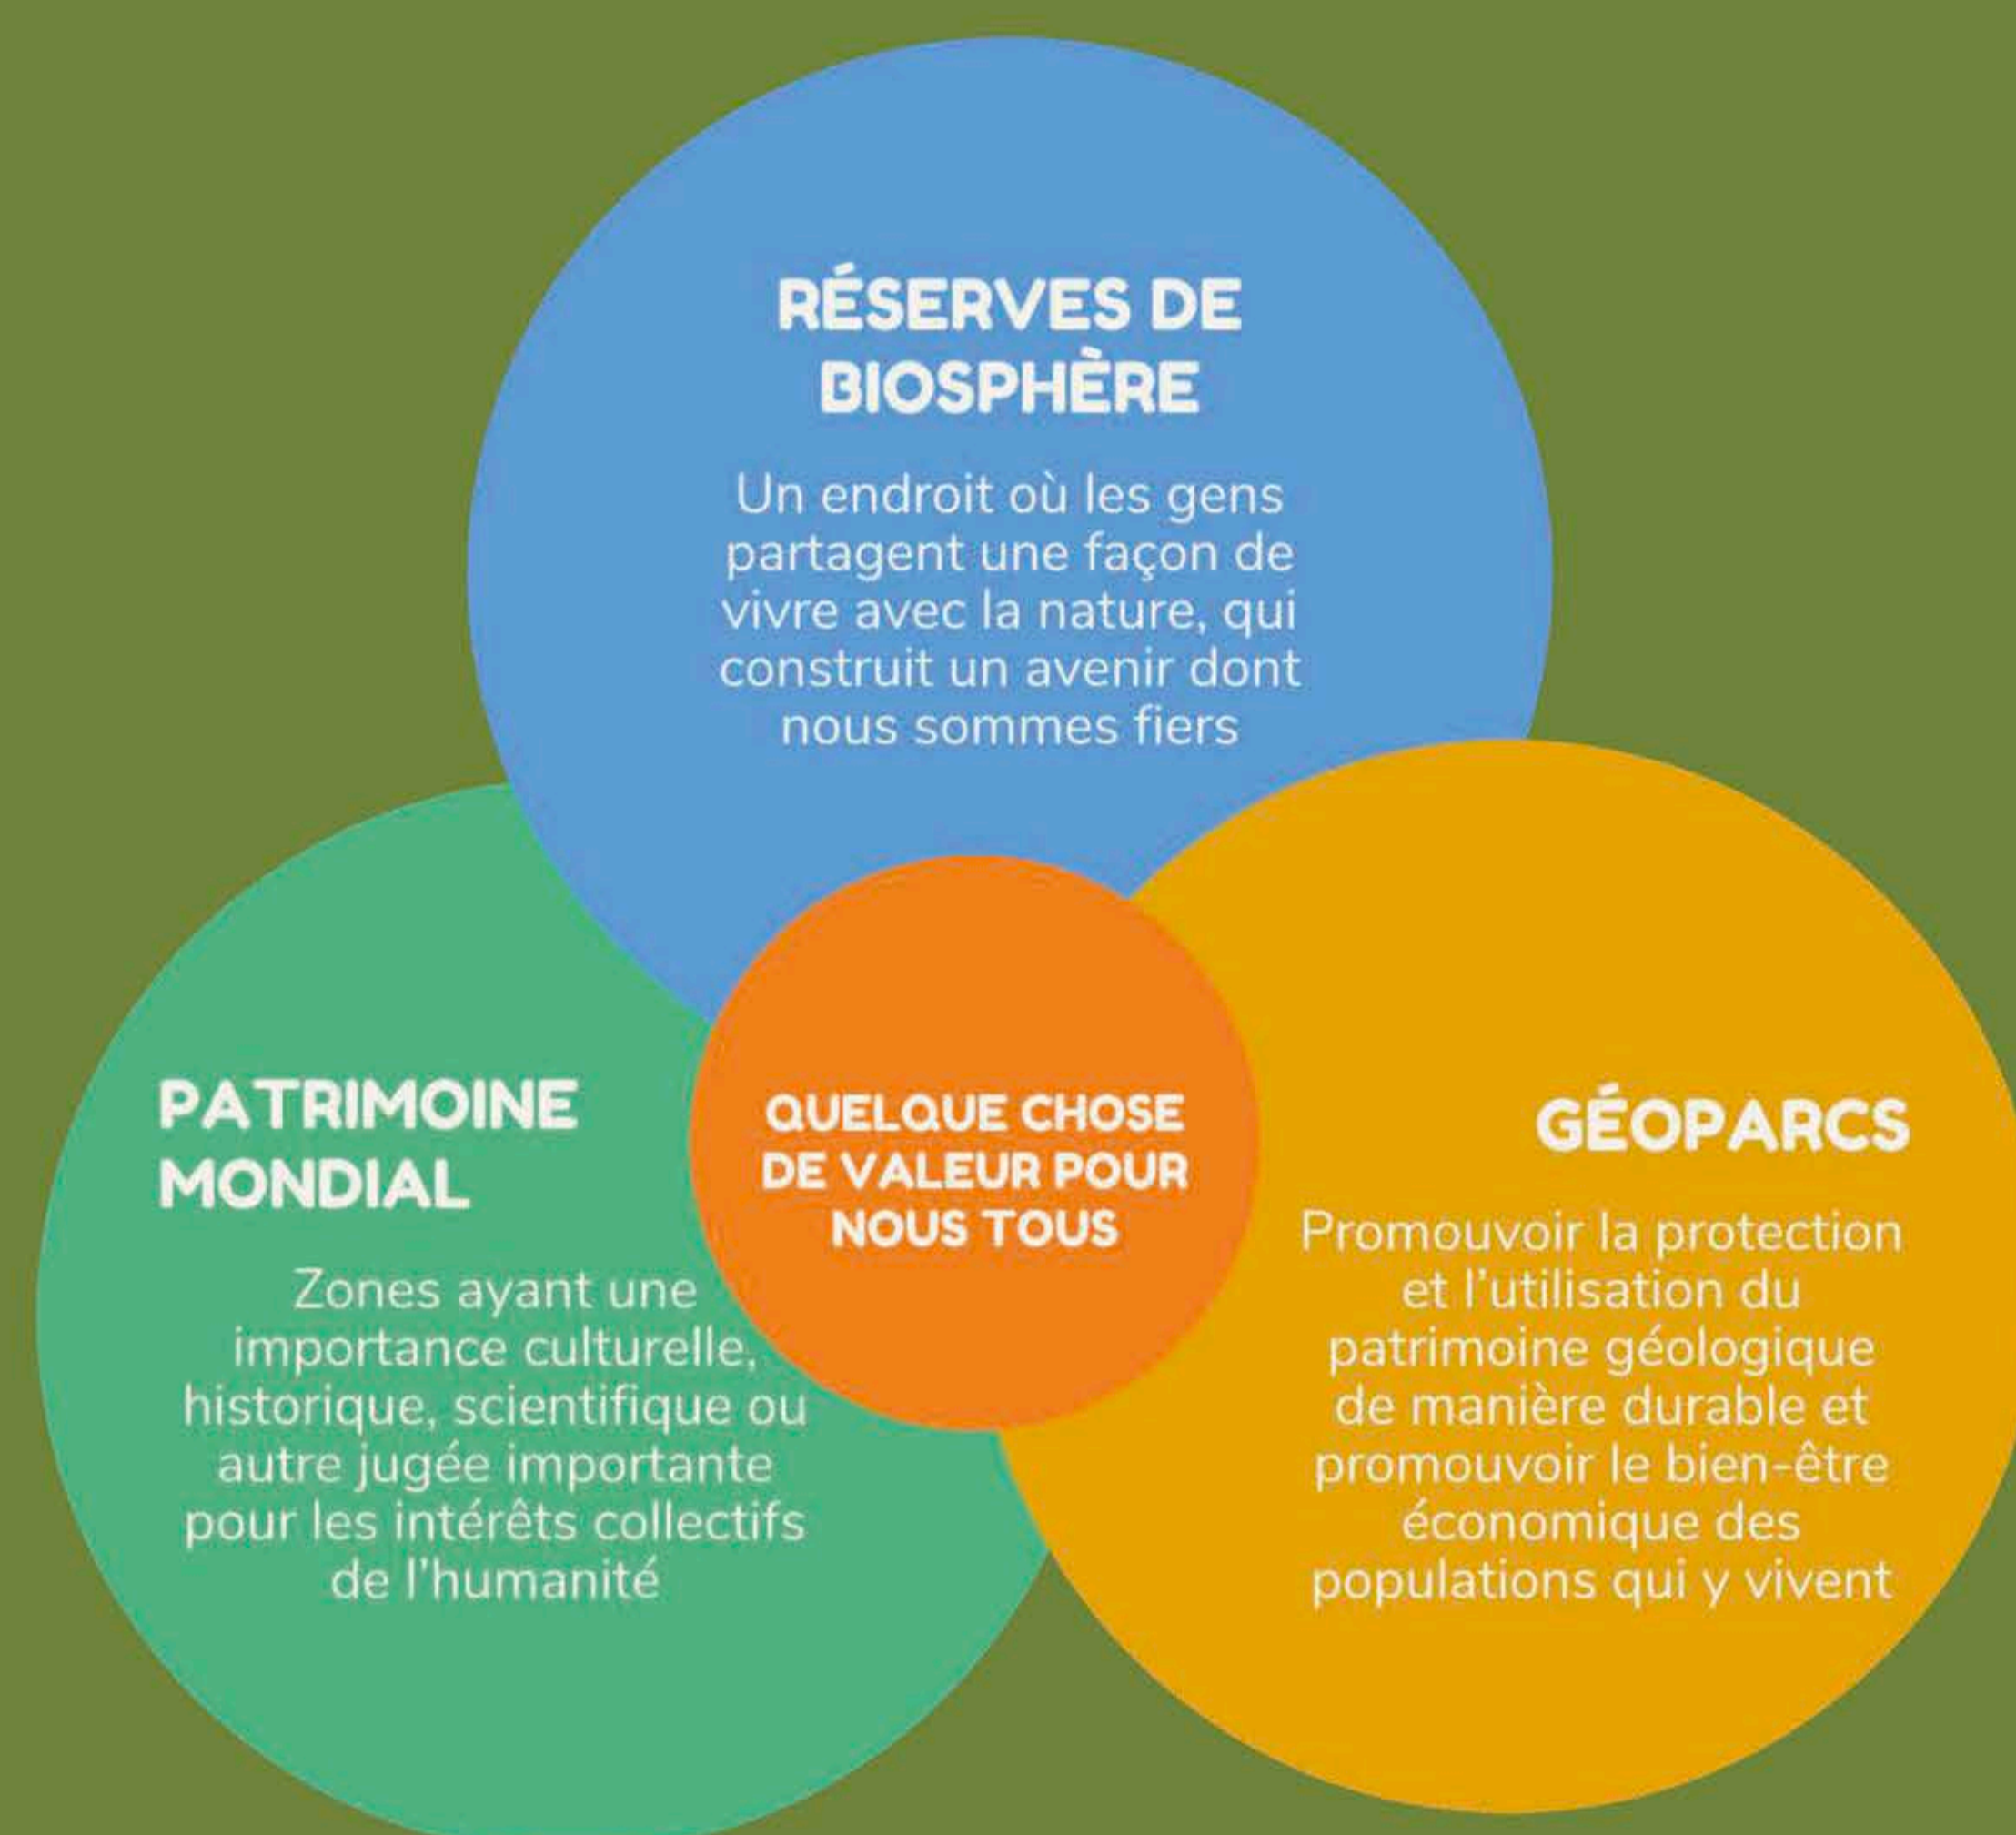 RÉSERVES DE
BIOSPHÈRE
Un endroit où les gens
partagent une façon de
vivre avec la nature, qui
construit un avenir dont
nous sommes fiers
PATRIMOINE
MONDIAL
Zones ayant une
importance culturelle,
historique, scientifique ou
autre jugée importante
pour les intérêts collectifs
de l'humanité
QUELQUE CHOSE
DE VALEUR POUR
NOUS TOUS
GÉOPARCS
Promouvoir la protection
et l'utilisation du
patrimoine géologique
de manière durable et
promouvoir le bien-être
économique des
populations qui y vivent